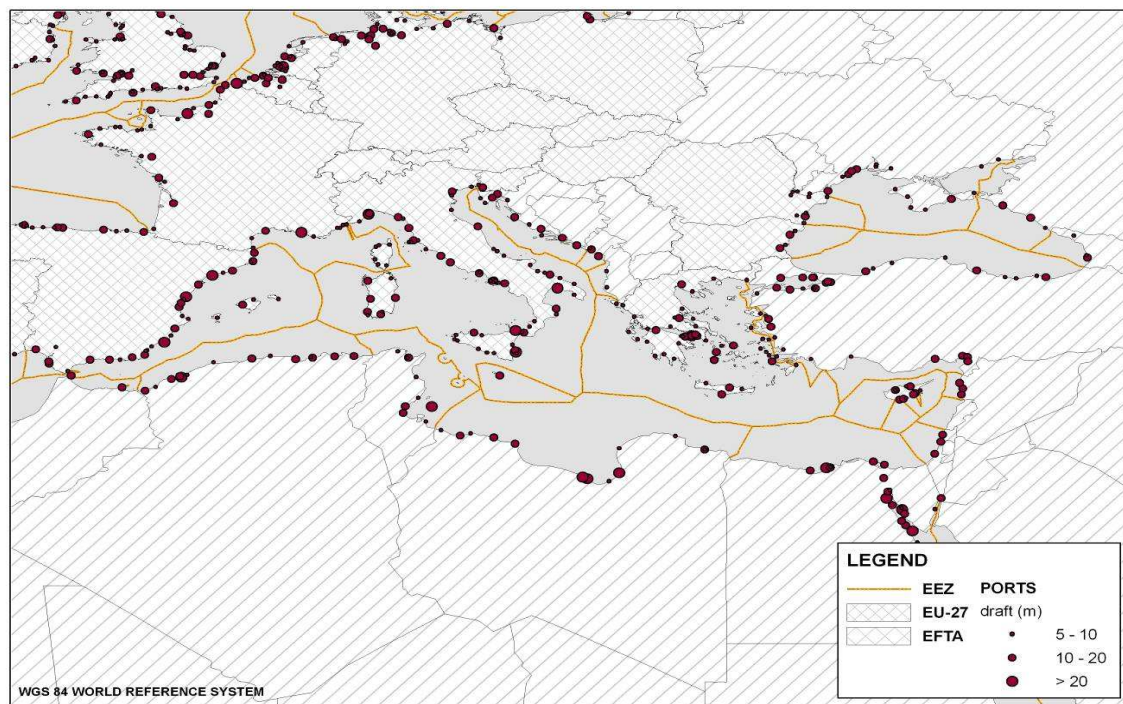 LEGEND
EEZ PORTS
EU-27 draft (m)
EFTA 5 - 10
10 - 20
> 20
WGS 84 WORLD REFERENCE SYSTEM